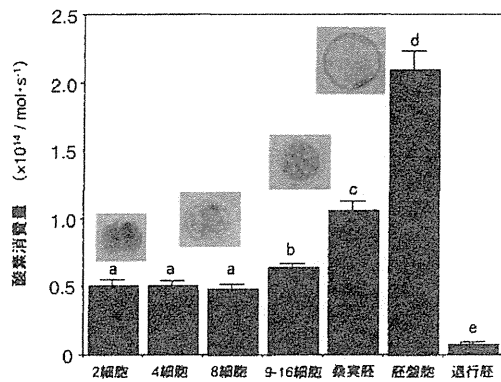 酸素消費量 (×10¹⁴/mol·s⁻¹)
2.5
2.0
1.5
1.0
0.5
0
a
a
a
b
c
d
e
2細胞
4細胞
8細胞
9-16細胞
桑実胚
胚盤胞
退行胚